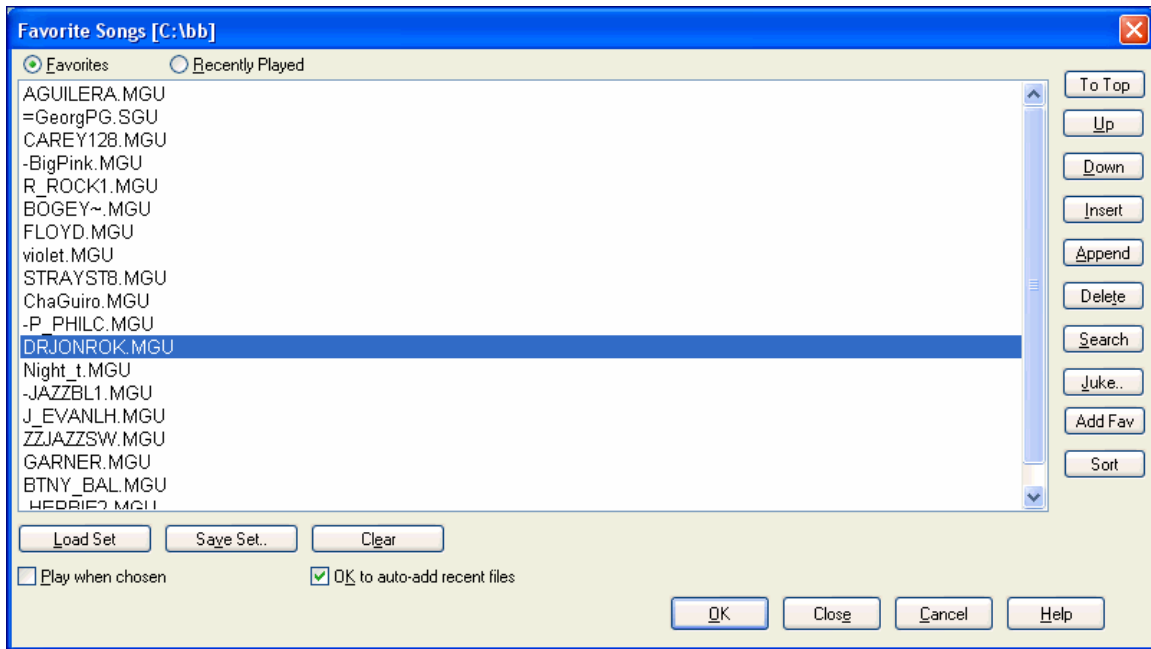 Favorite Songs [C:\bb]
Favorites Recently Played
AGUILERA.MGU
=GeorgPG.SGU
CAREY128.MGU
-BigPink.MGU
R_ROCK1.MGU
BOGEY~.MGU
FLOYD.MGU
violet.MGU
STRAYST8.MGU
ChaGuiro.MGU
-P_PHILC.MGU
DRJONROK.MGU
Night_t.MGU
-JAZZBL1.MGU
J_EVANLH.MGU
ZZJAZZSW.MGU
GARNER.MGU
BTNY_BAL.MGU
To Top
Up
Down
Insert
Append
Delete
Search
Juke..
Add Fav
Sort
Load Set Save Set.. Clear
Play when chosen OK to auto-add recent files
OK Close Cancel Help